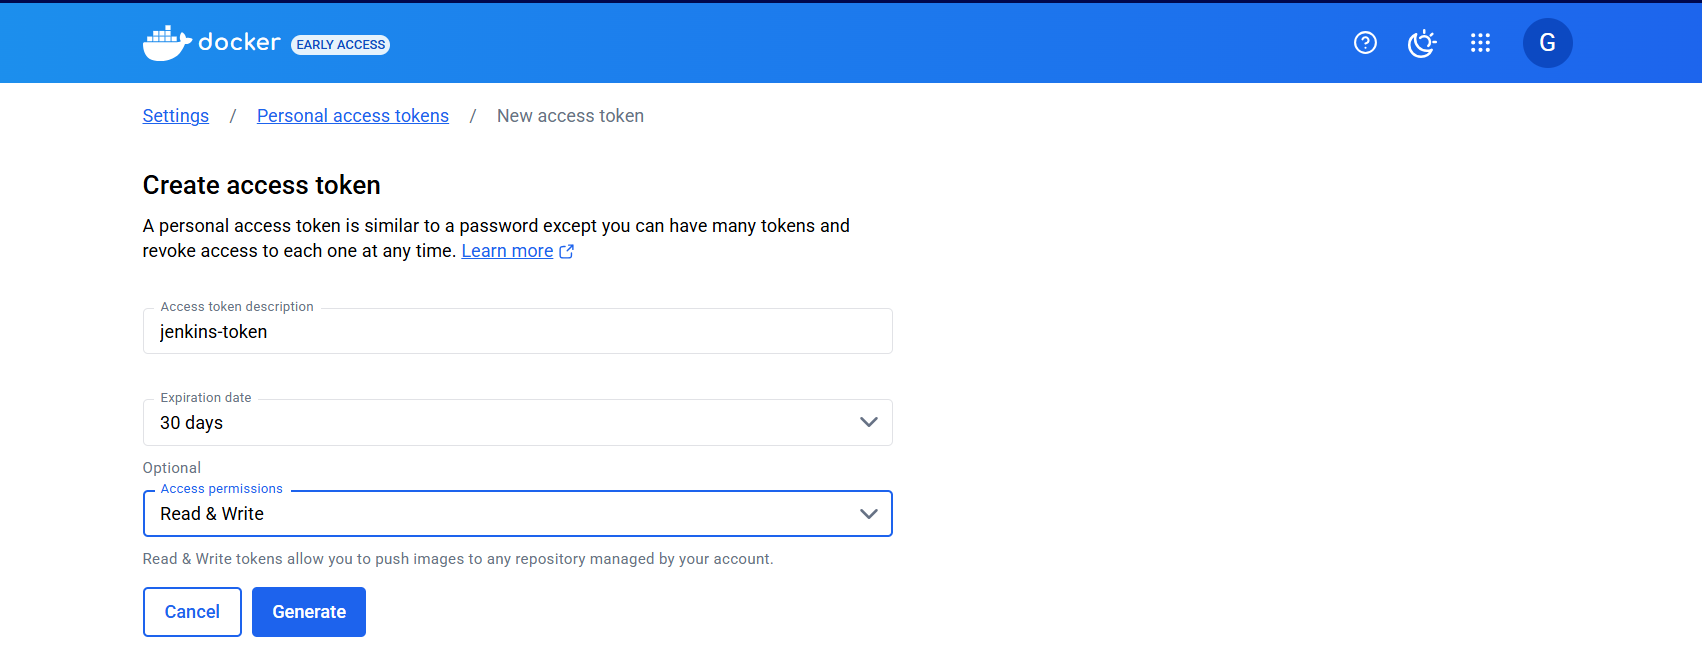 docker EARLY ACCESS G
Settings / Personal access tokens / New access token
Create access token
A personal access token is similar to a password except you can have many tokens and
revoke access to each one at any time. Learn more
Access token description
jenkins-token
Expiration date
30 days
Optional
Access permissions
Read & Write
Read & Write tokens allow you to push images to any repository managed by your account.
Cancel Generate